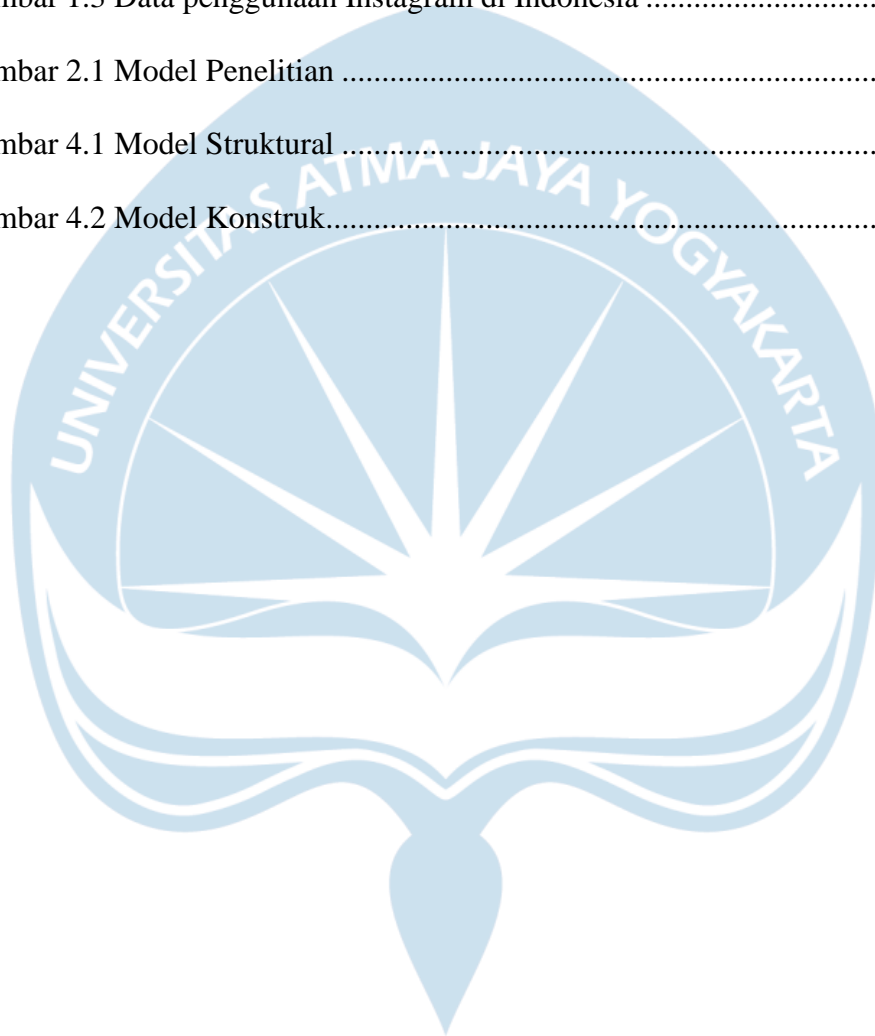 mbar 1.3 Data penggunaan Instagram di Indonesia ..............................
mbar 2.1 Model Penelitian ....................................................................
mbar 4.1 Model Struktural ....................................................................
mbar 4.2 Model Konstruk......................................................................
UNIVERSITAS ATMA JAYA YOGYAKARTA